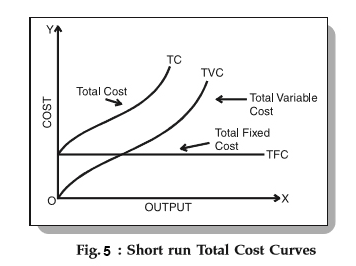 Y
TC
TVC
Total Cost
Total Variable
Cost
Total Fixed
Cost
COST
TFC
O
X
OUTPUT
Fig. 5 : Short run Total Cost Curves